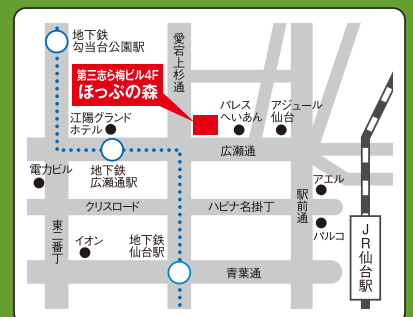 地下鉄
勾当台公園駅
愛宕上杉通
第三志ら梅ビル4F
ほっぷの森
江陽グランド
ホテル
パレス
へいあん
アジュール
仙台
広瀬通
地下鉄
広瀬通駅
電力ビル
アエル
クリスロード
ハピナ名掛丁
駅前通
パルコ
東二番丁
イオン
地下鉄
仙台駅
青葉通
JR仙台駅